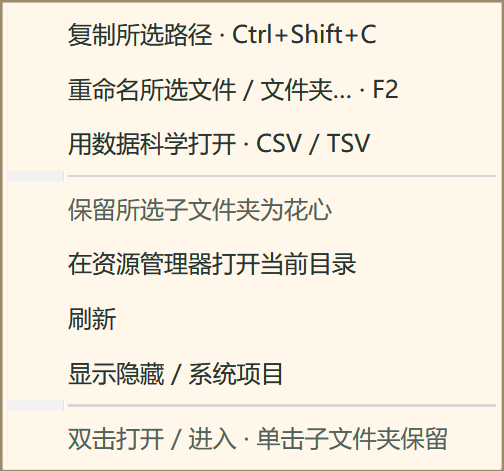 复制所选路径 · Ctrl+Shift+C
重命名所选文件 / 文件夹... · F2
用数据科学打开 · CSV / TSV
保留所选子文件夹为花心
在资源管理器打开当前目录
刷新
显示隐藏 / 系统项目
双击打开 / 进入 · 单击子文件夹保留